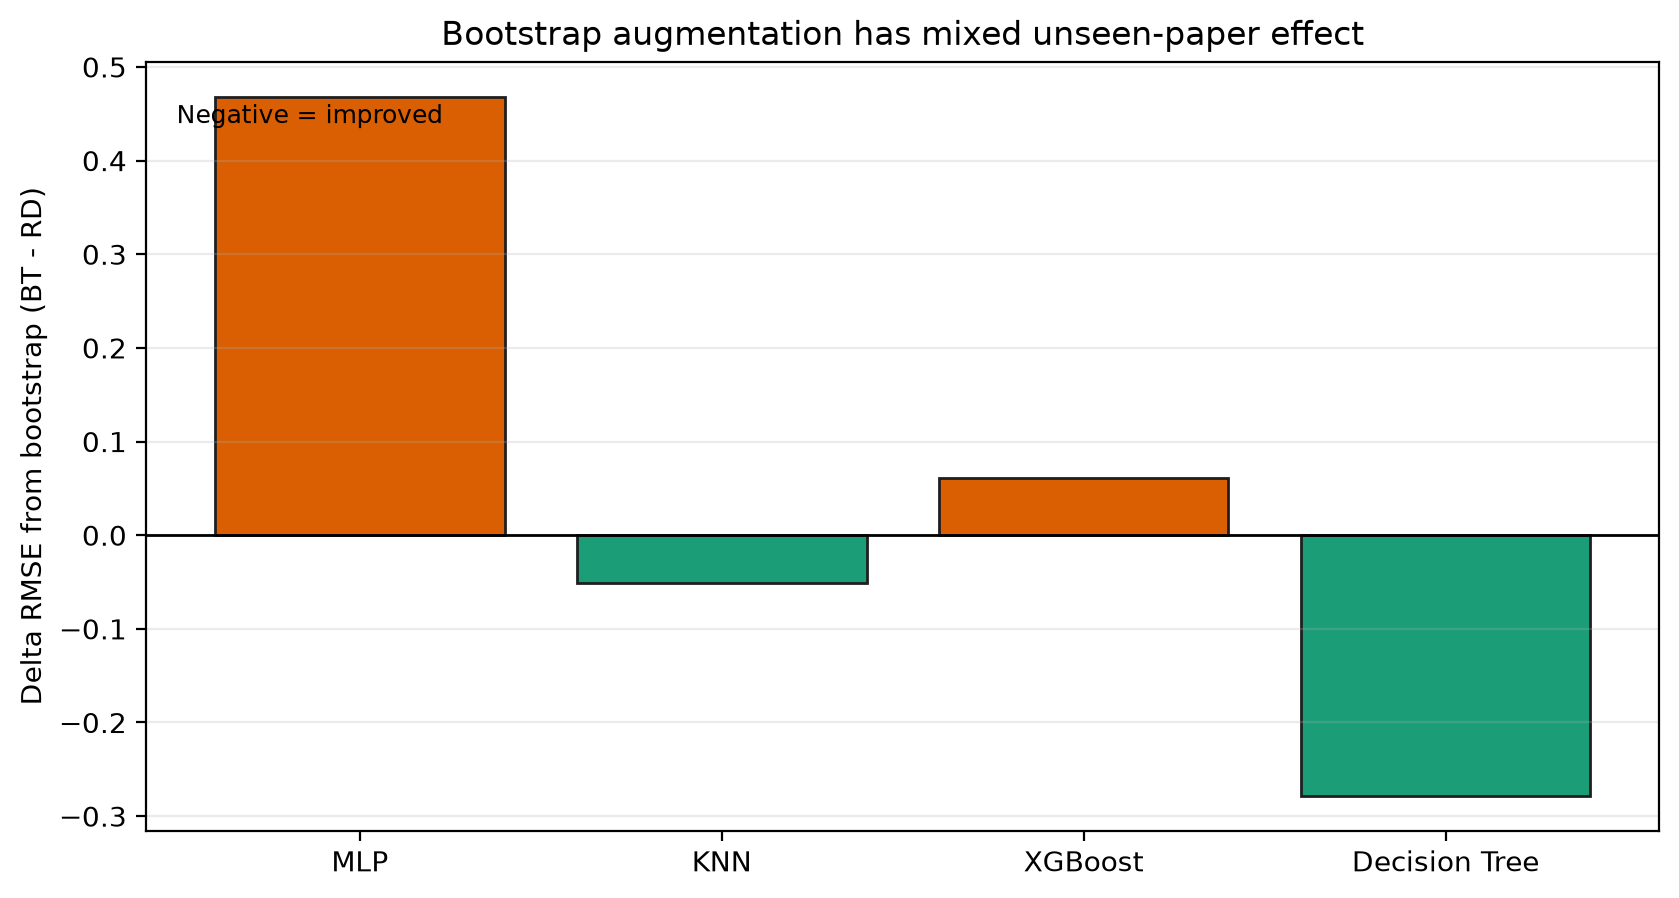 Bootstrap augmentation has mixed unseen-paper effect
Delta RMSE from bootstrap (BT - RD)
0.5
0.4
0.3
0.2
0.1
0.0
−0.1
−0.2
−0.3
Negative = improved
MLP
KNN
XGBoost
Decision Tree